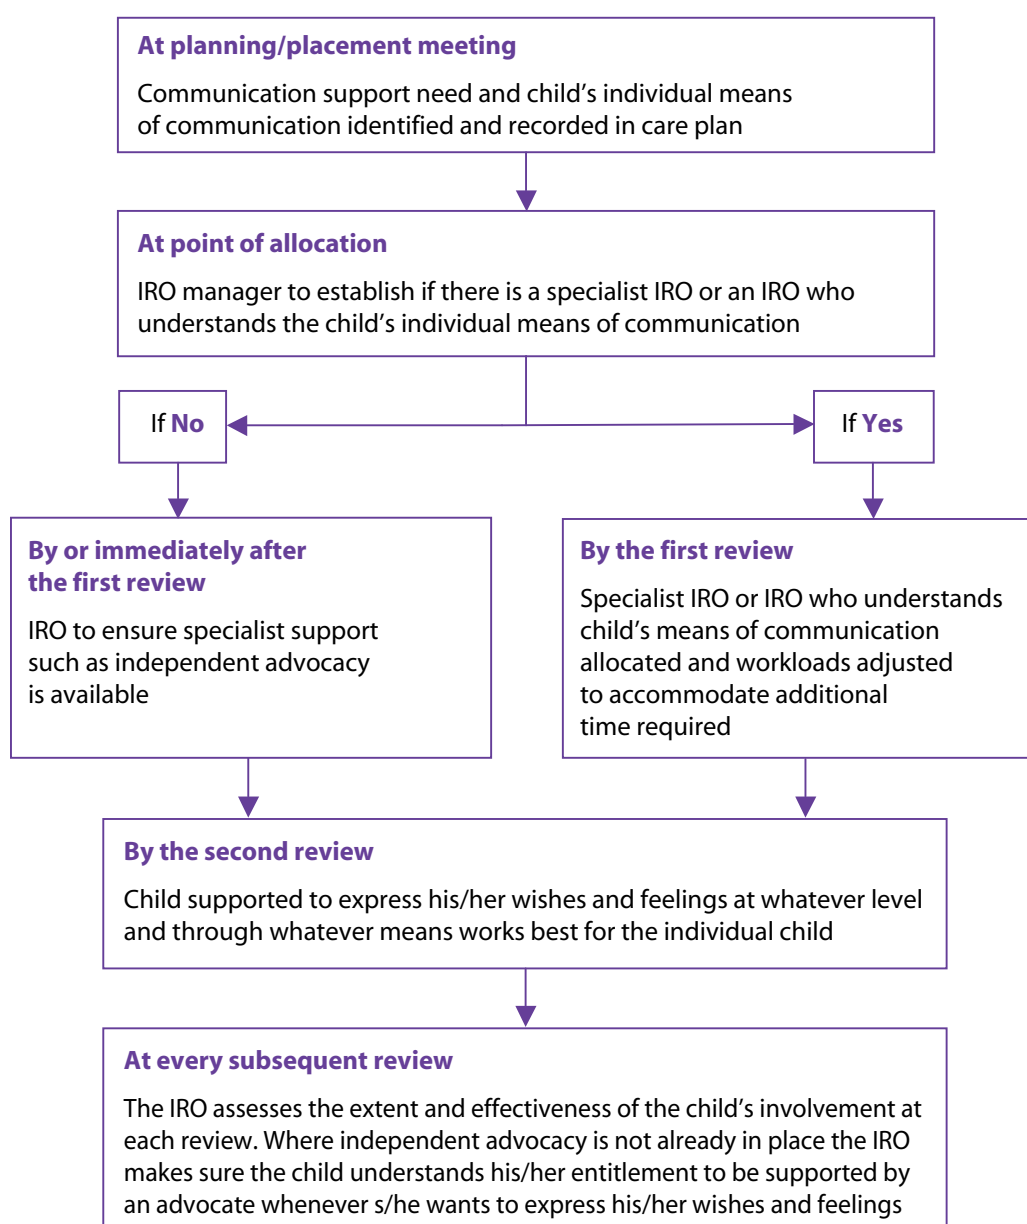 At planning/placement meeting
Communication support need and child’s individual means
of communication identified and recorded in care plan
At point of allocation
IRO manager to establish if there is a specialist IRO or an IRO who
understands the child’s individual means of communication
If No
If Yes
By or immediately after
the first review
IRO to ensure specialist support
such as independent advocacy
is available
By the first review
Specialist IRO or IRO who understands
child’s means of communication
allocated and workloads adjusted
to accommodate additional
time required
By the second review
Child supported to express his/her wishes and feelings at whatever level
and through whatever means works best for the individual child
At every subsequent review
The IRO assesses the extent and effectiveness of the child’s involvement at
each review. Where independent advocacy is not already in place the IRO
makes sure the child understands his/her entitlement to be supported by
an advocate whenever s/he wants to express his/her wishes and feelings